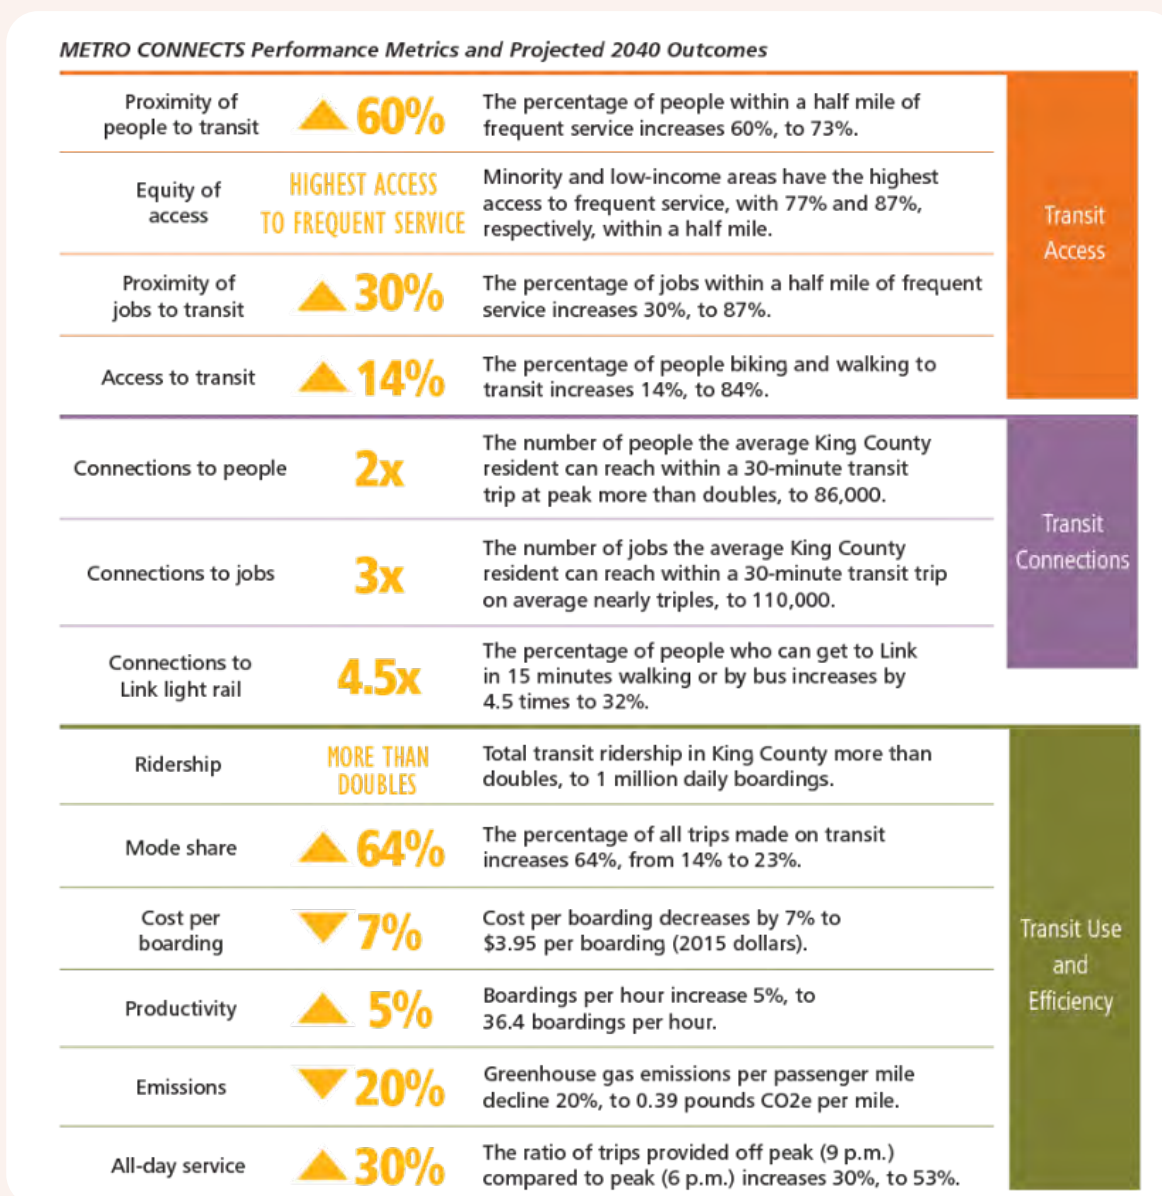 METRO CONNECTS Performance Metrics and Projected 2040 Outcomes
Proximity of
people to transit
60%
The percentage of people within a half mile of
frequent service increases 60%, to 73%.
Equity of
access
HIGHEST ACCESS
TO FREQUENT SERVICE
Minority and low-income areas have the highest
access to frequent service, with 77% and 87%,
respectively, within a half mile.
Proximity of
jobs to transit
30%
The percentage of jobs within a half mile of frequent
service increases 30%, to 87%.
Access to transit
14%
The percentage of people biking and walking to
transit increases 14%, to 84%.
Transit
Access
Connections to people
2x
The number of people the average King County
resident can reach within a 30-minute transit
trip at peak more than doubles, to 86,000.
Connections to jobs
3x
The number of jobs the average King County
resident can reach within a 30-minute transit trip
on average nearly triples, to 110,000.
Connections to
Link light rail
4.5x
The percentage of people who can get to Link
in 15 minutes walking or by bus increases by
4.5 times to 32%.
Transit
Connections
Ridership
MORE THAN
DOUBLES
Total transit ridership in King County more than
doubles, to 1 million daily boardings.
Mode share
64%
The percentage of all trips made on transit
increases 64%, from 14% to 23%.
Cost per
boarding
7%
Cost per boarding decreases by 7% to
$3.95 per boarding (2015 dollars).
Productivity
5%
Boardings per hour increase 5%, to
36.4 boardings per hour.
Emissions
20%
Greenhouse gas emissions per passenger mile
decline 20%, to 0.39 pounds CO2e per mile.
All-day service
30%
The ratio of trips provided off peak (9 p.m.)
compared to peak (6 p.m.) increases 30%, to 53%.
Transit Use
and
Efficiency